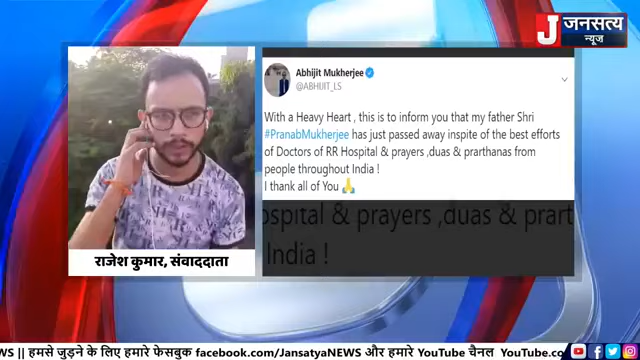 J जनसत्य
न्यूज
Abhijit Mukherjee
@ABHIJIT_LS
With a Heavy Heart , this is to inform you that my father Shri
#PranabMukherjee has just passed away inspite of the best efforts
of Doctors of RR Hospital & prayers ,duas & prarthanas from
people throughout India !
I thank all of You 🙏
ospital & prayers ,duas & prart
India !
राजेश कुमार, संवाददाता
WS || हमसे जुड़ने के लिए हमारे फेसबुक facebook.com/JansatyaNEWS और हमारे YouTube चैनल YouTube.co